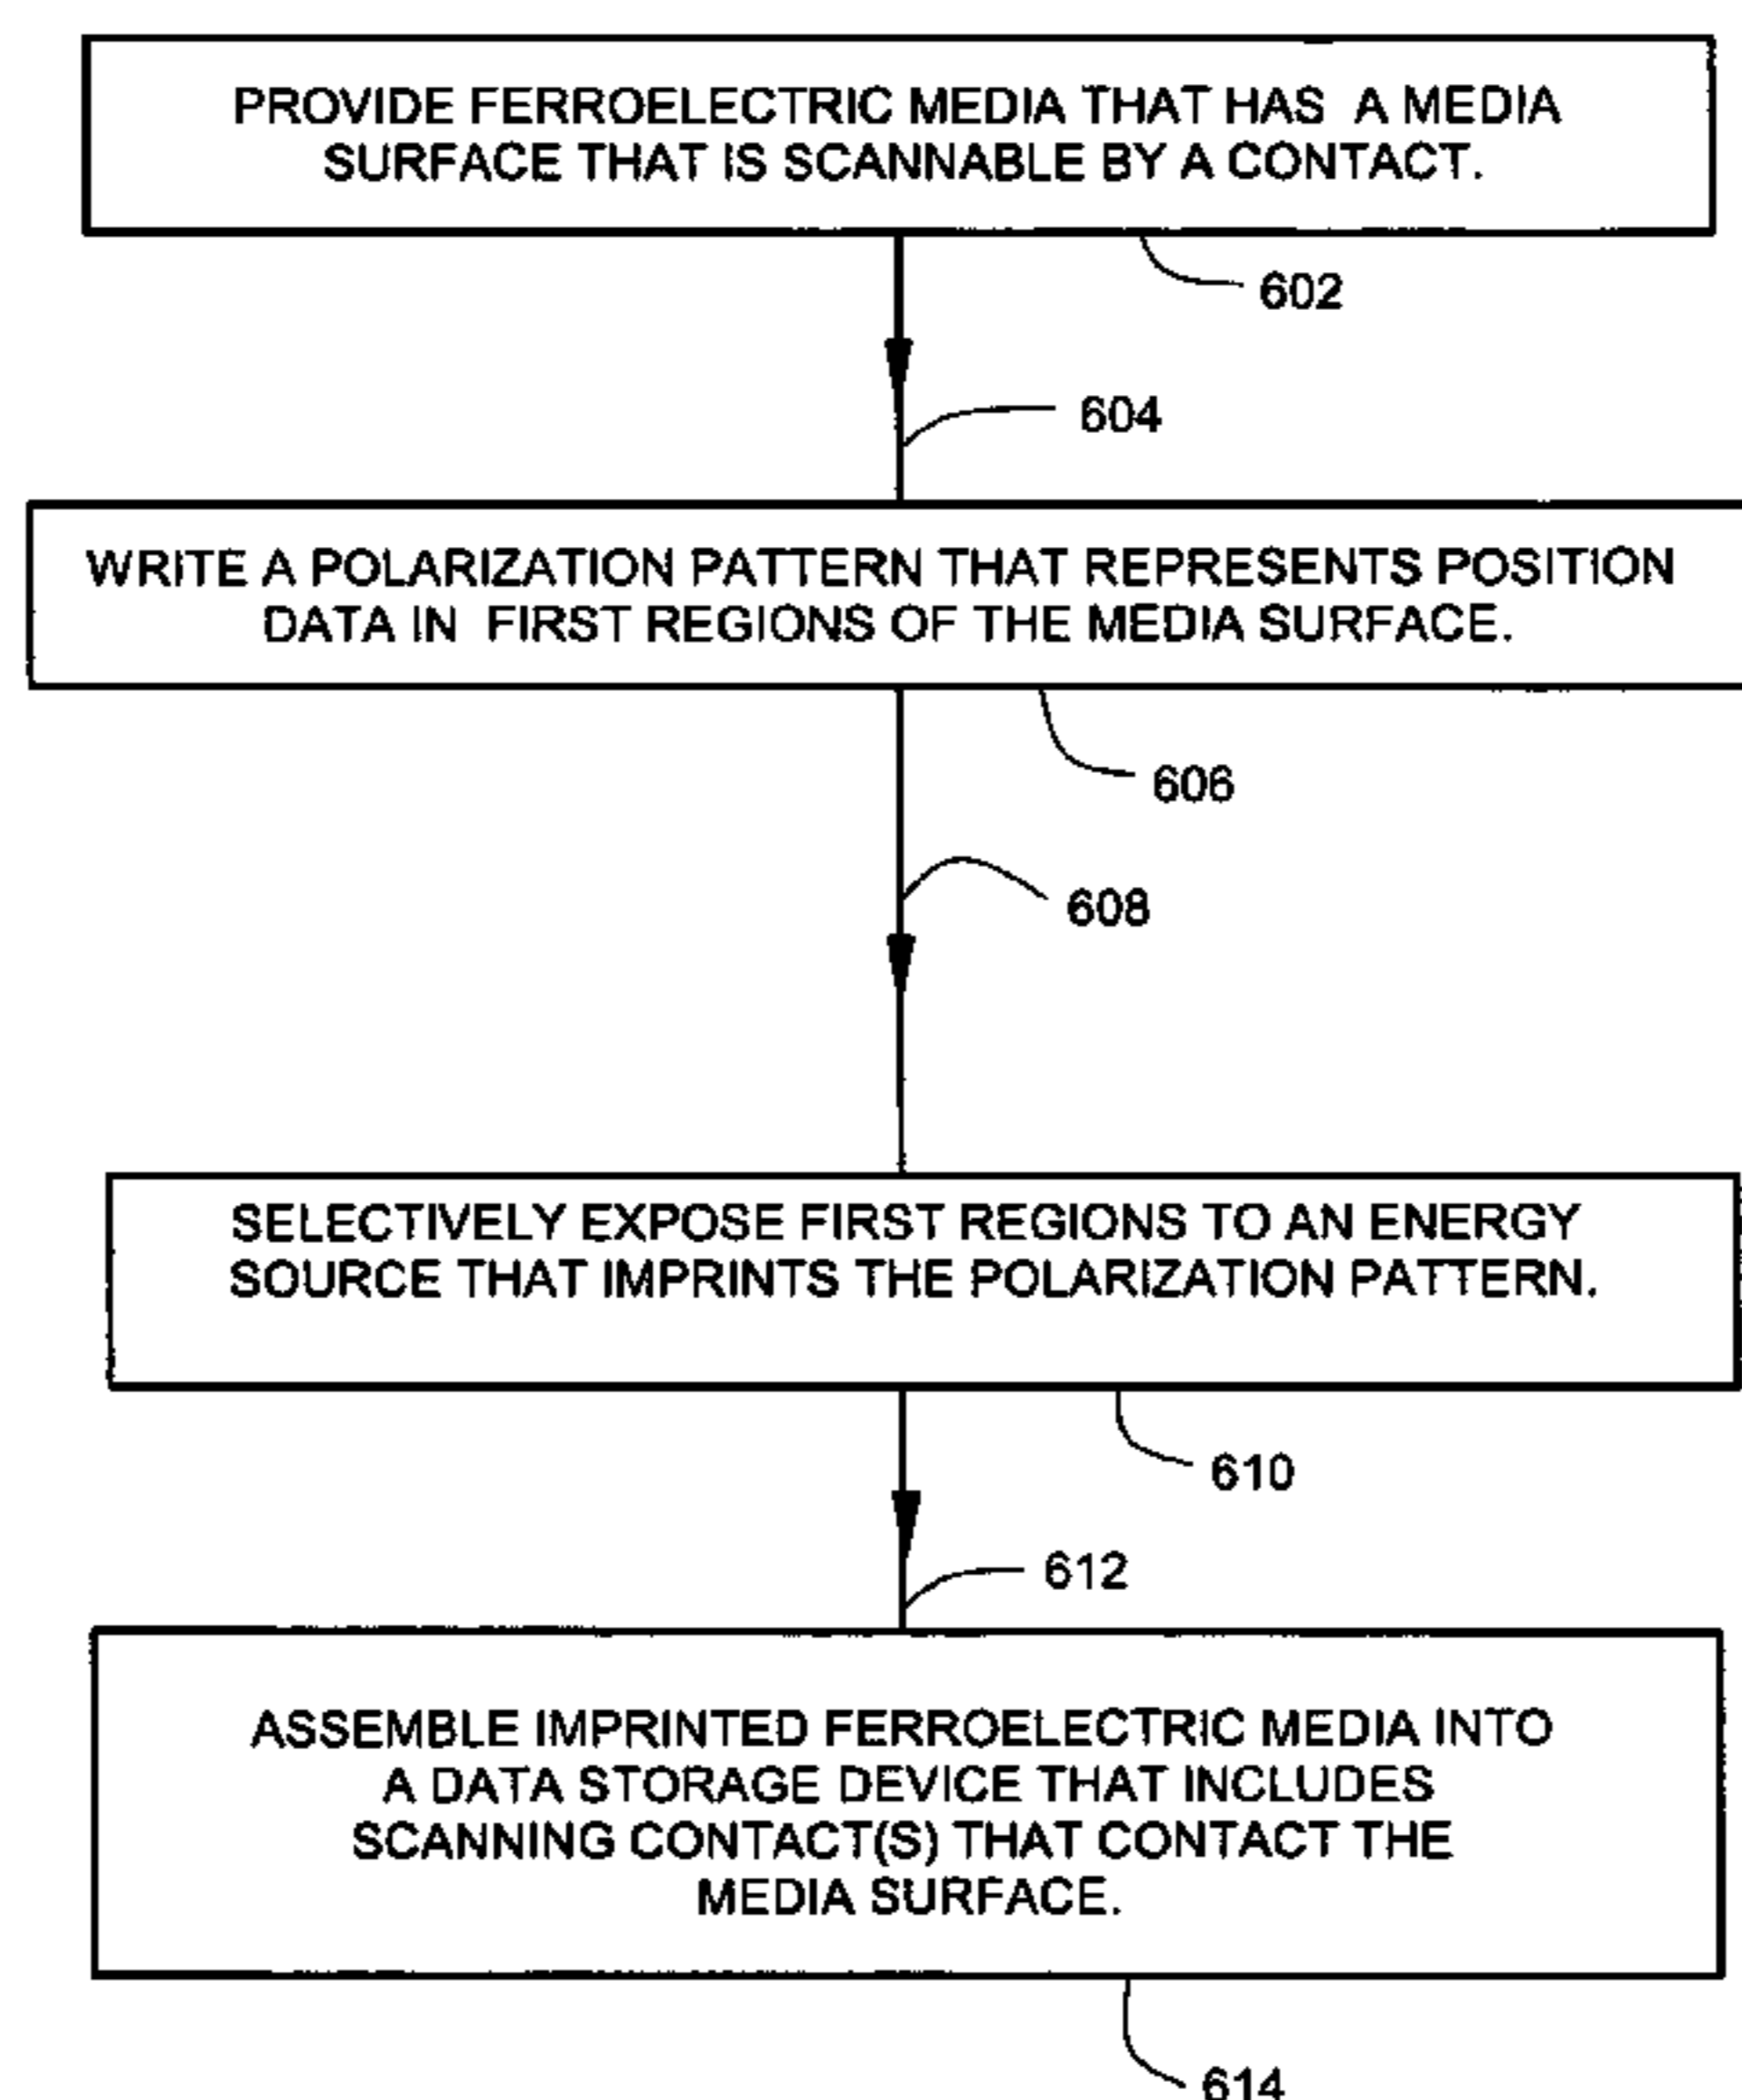 PROVIDE FERROELECTRIC MEDIA THAT HAS A MEDIA
SURFACE THAT IS SCANNABLE BY A CONTACT.
602
604
WRITE A POLARIZATION PATTERN THAT REPRESENTS POSITION
DATA IN FIRST REGIONS OF THE MEDIA SURFACE.
606
608
SELECTIVELY EXPOSE FIRST REGIONS TO AN ENERGY
SOURCE THAT IMPRINTS THE POLARIZATION PATTERN.
610
612
ASSEMBLE IMPRINTED FERROELECTRIC MEDIA INTO
A DATA STORAGE DEVICE THAT INCLUDES
SCANNING CONTACT(S) THAT CONTACT THE
MEDIA SURFACE.
614